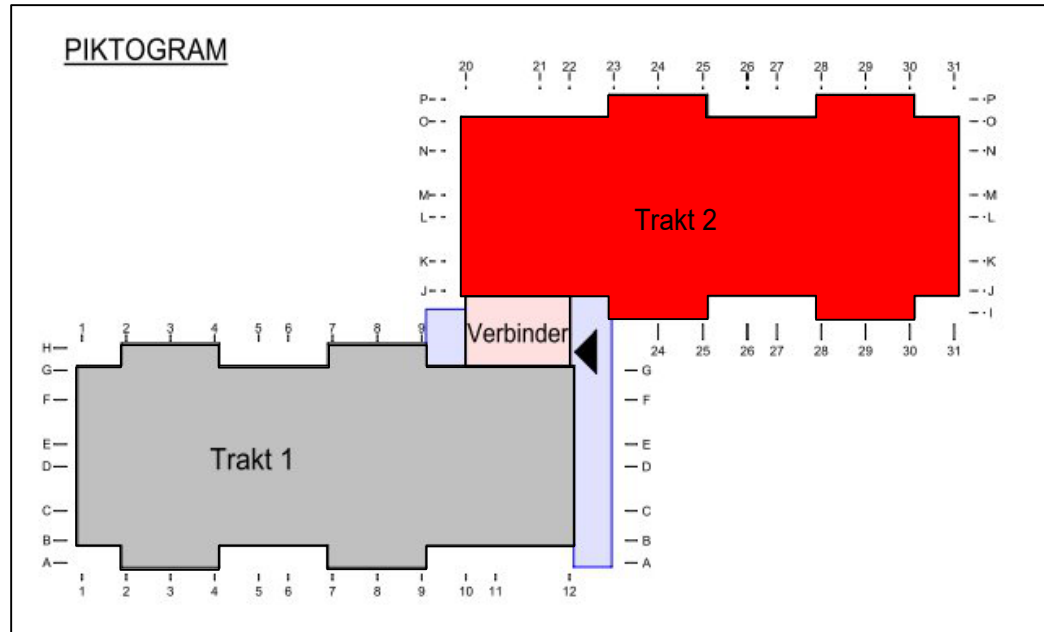 PIKTOGRAM
20 21 22 23 24 25 26 27 28 29 30 31
P P
O O
N N
M M
L L
K K
J J
I
Trakt 2
Verbinder
24 25 26 27 28 29 30 31
1 2 3 4 5 6 7 8 9
H
G G
F F
E E
D D
C C
B B
A A
Trakt 1
1 2 3 4 5 6 7 8 9 10 11 12